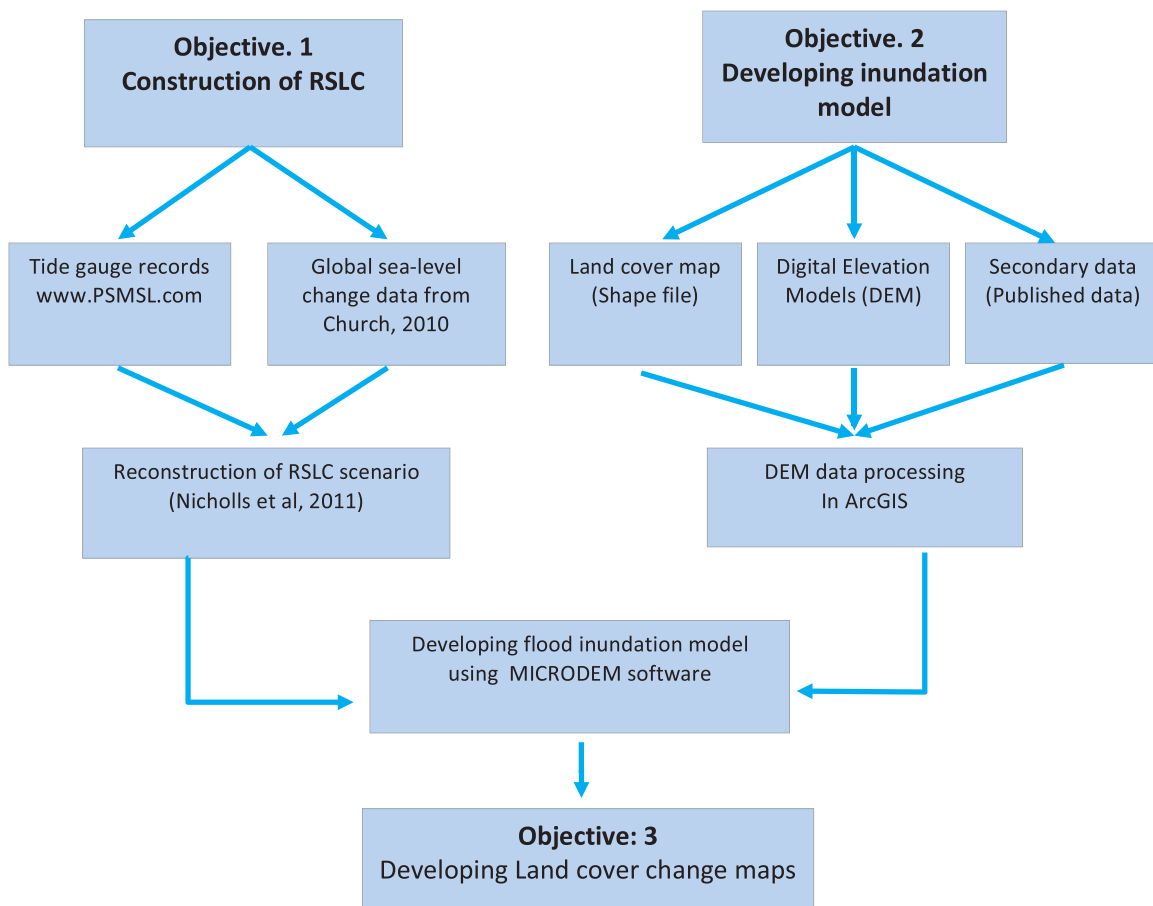 Objective. 1
Construction of RSLC
Objective. 2
Developing inundation
model
Tide gauge records
www.PSMSL.com
Global sea-level
change data from
Church, 2010
Land cover map
(Shape file)
Digital Elevation
Models (DEM)
Secondary data
(Published data)
Reconstruction of RSLC scenario
(Nicholls et al, 2011)
DEM data processing
In ArcGIS
Developing flood inundation model
using MICRODEM software
Objective: 3
Developing Land cover change maps